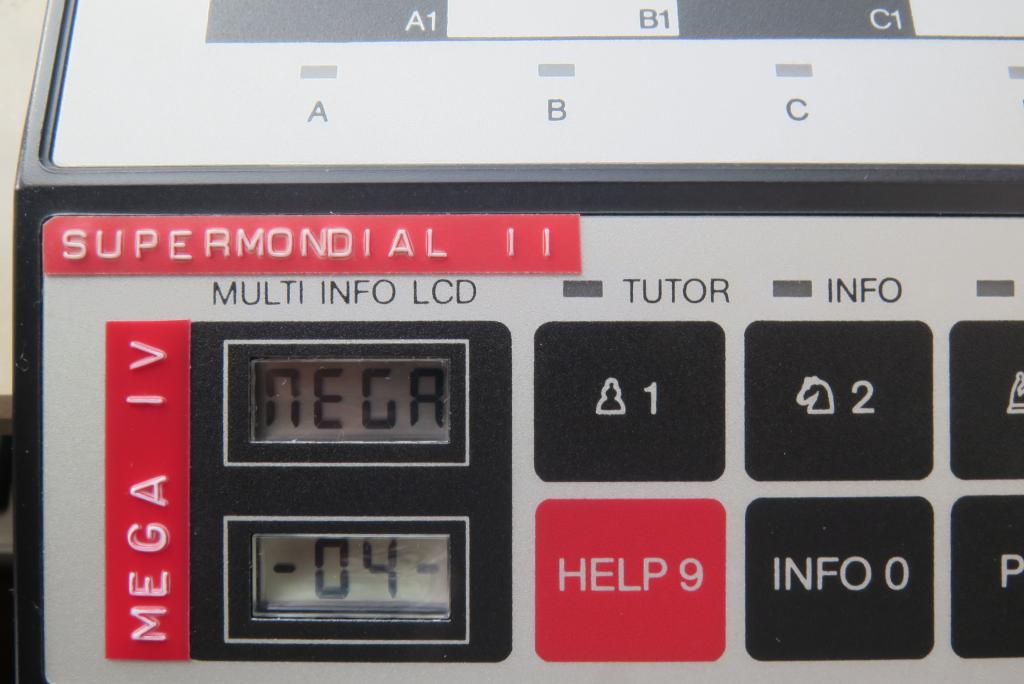 A1 B1 C1
A B C
SUPERMONDIAL II
MULTI INFO LCD
TUTOR
INFO
MEGA IV
MEGA
1
2
-04-
HELP 9
INFO 0
P